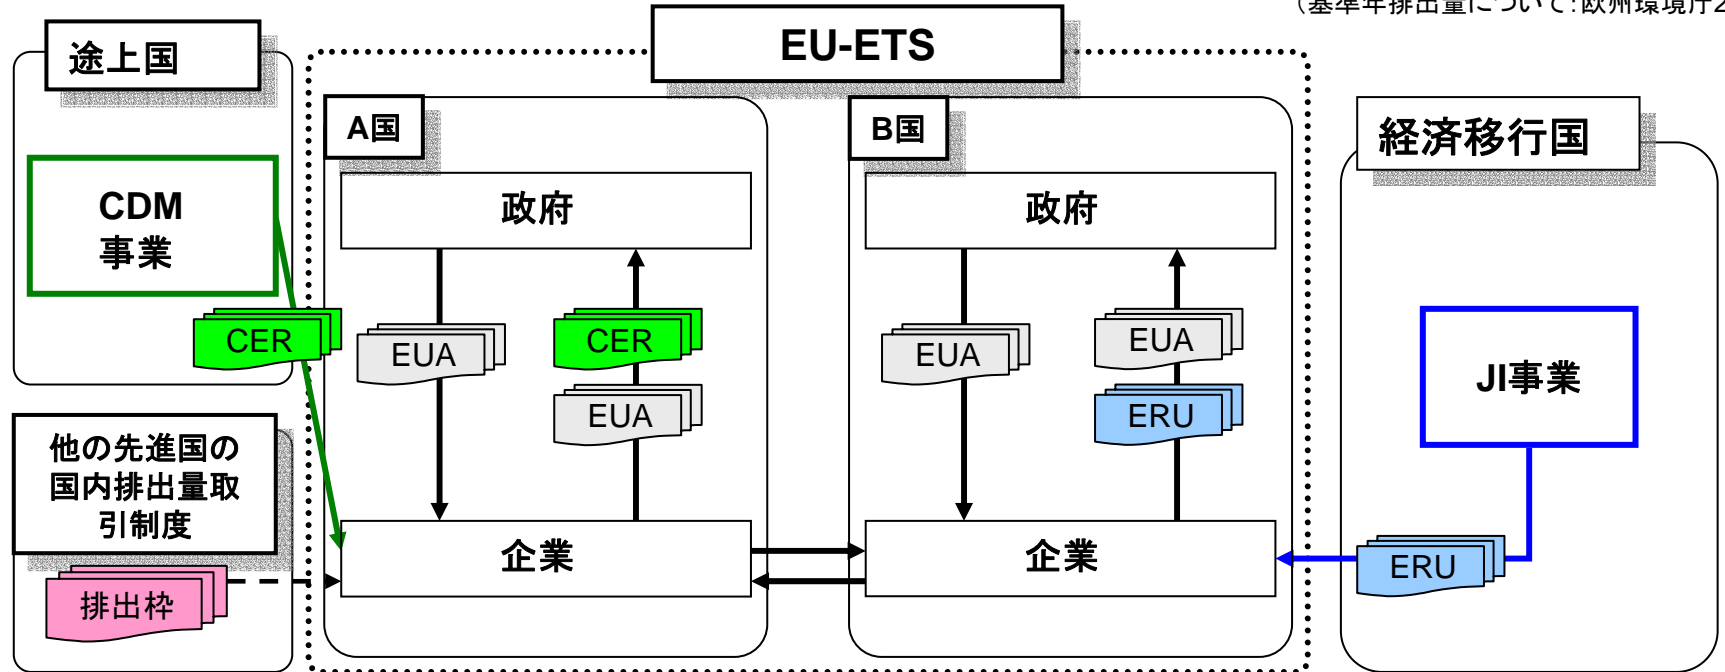 （基準年排出量について：欧州環境庁2
途上国
EU-ETS
A国
B国
経済移行国
CDM
事業
政府
政府
CER
EUA
CER
EUA
EUA
EUA
ERU
JI事業
他の先進国の
国内排出量取
引制度
企業
企業
ERU
排出枠